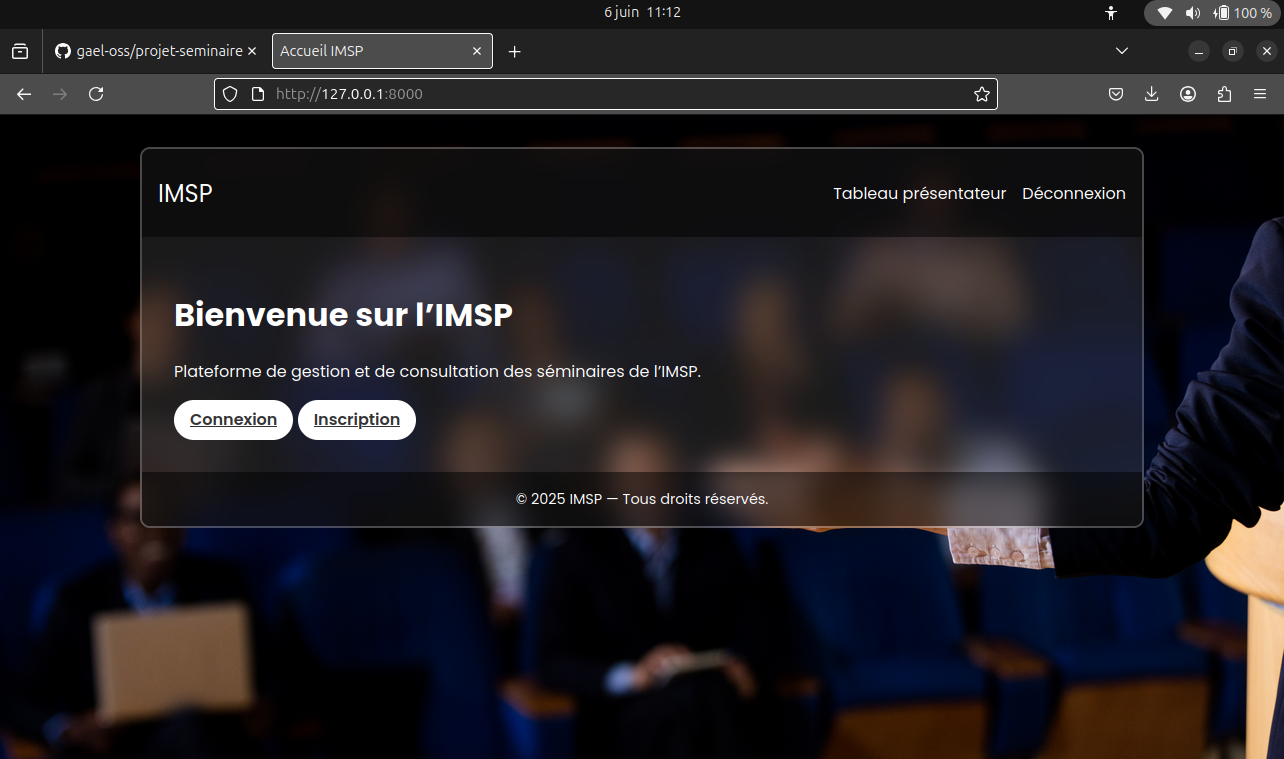 6 juin 11:12
100 %
gael-oss/projet-seminaire
Accueil IMSP
http://127.0.0.1:8000
IMSP
Tableau présentateur Déconnexion
Bienvenue sur l’IMSP
Plateforme de gestion et de consultation des séminaires de l’IMSP.
Connexion Inscription
© 2025 IMSP — Tous droits réservés.